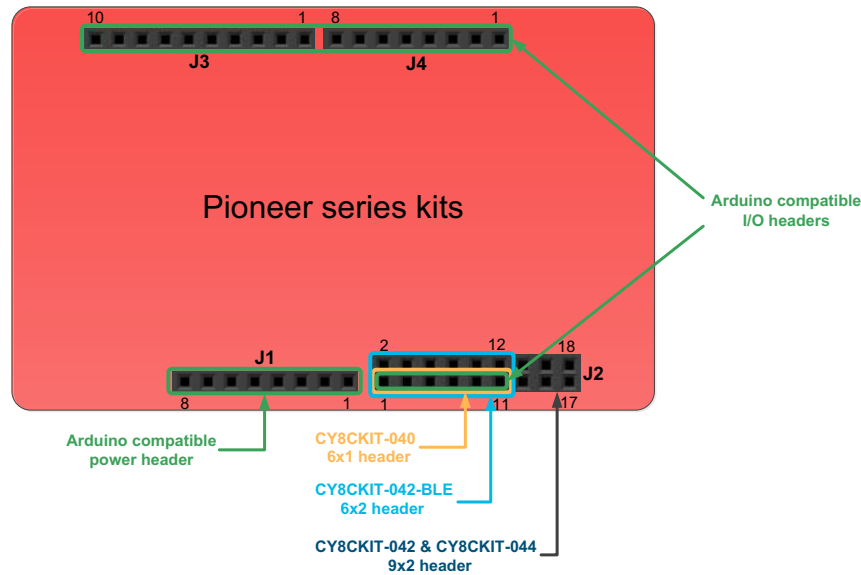 10 1 8 1
J3 J4
Pioneer series kits
Arduino compatible
I/O headers
J1
2 12 18
J2
8 1 1 11 17
Arduino compatible
power header
CY8CKIT-040
6x1 header
CY8CKIT-042-BLE
6x2 header
CY8CKIT-042 & CY8CKIT-044
9x2 header